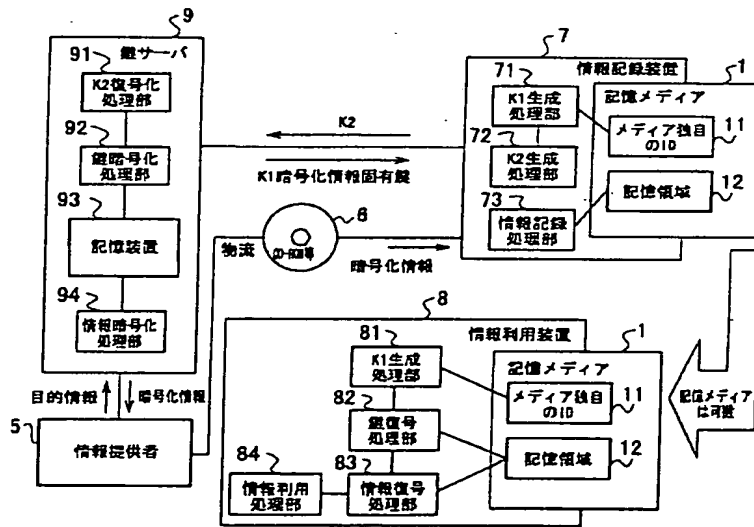 9
鍵サーバ
91
K2復号化
処理部
92
鍵暗号化
処理部
93
記憶装置
94
情報暗号化
処理部
目的情報
暗号化情報
5
情報提供者
K2
K1暗号化情報固有鍵
6
CD-ROM等
物流
暗号化情報
7
情報記録装置
71
K1生成
処理部
72
K2生成
処理部
73
情報記録
処理部
1
記憶メディア
メディア独自
のID
11
記憶領域
12
8
情報利用装置
81
K1生成
処理部
82
鍵復号
処理部
83
情報復号
処理部
84
情報利用
処理部
1
記憶メディア
メディア独自
のID
11
記憶領域
12
記憶メディア
は可搬